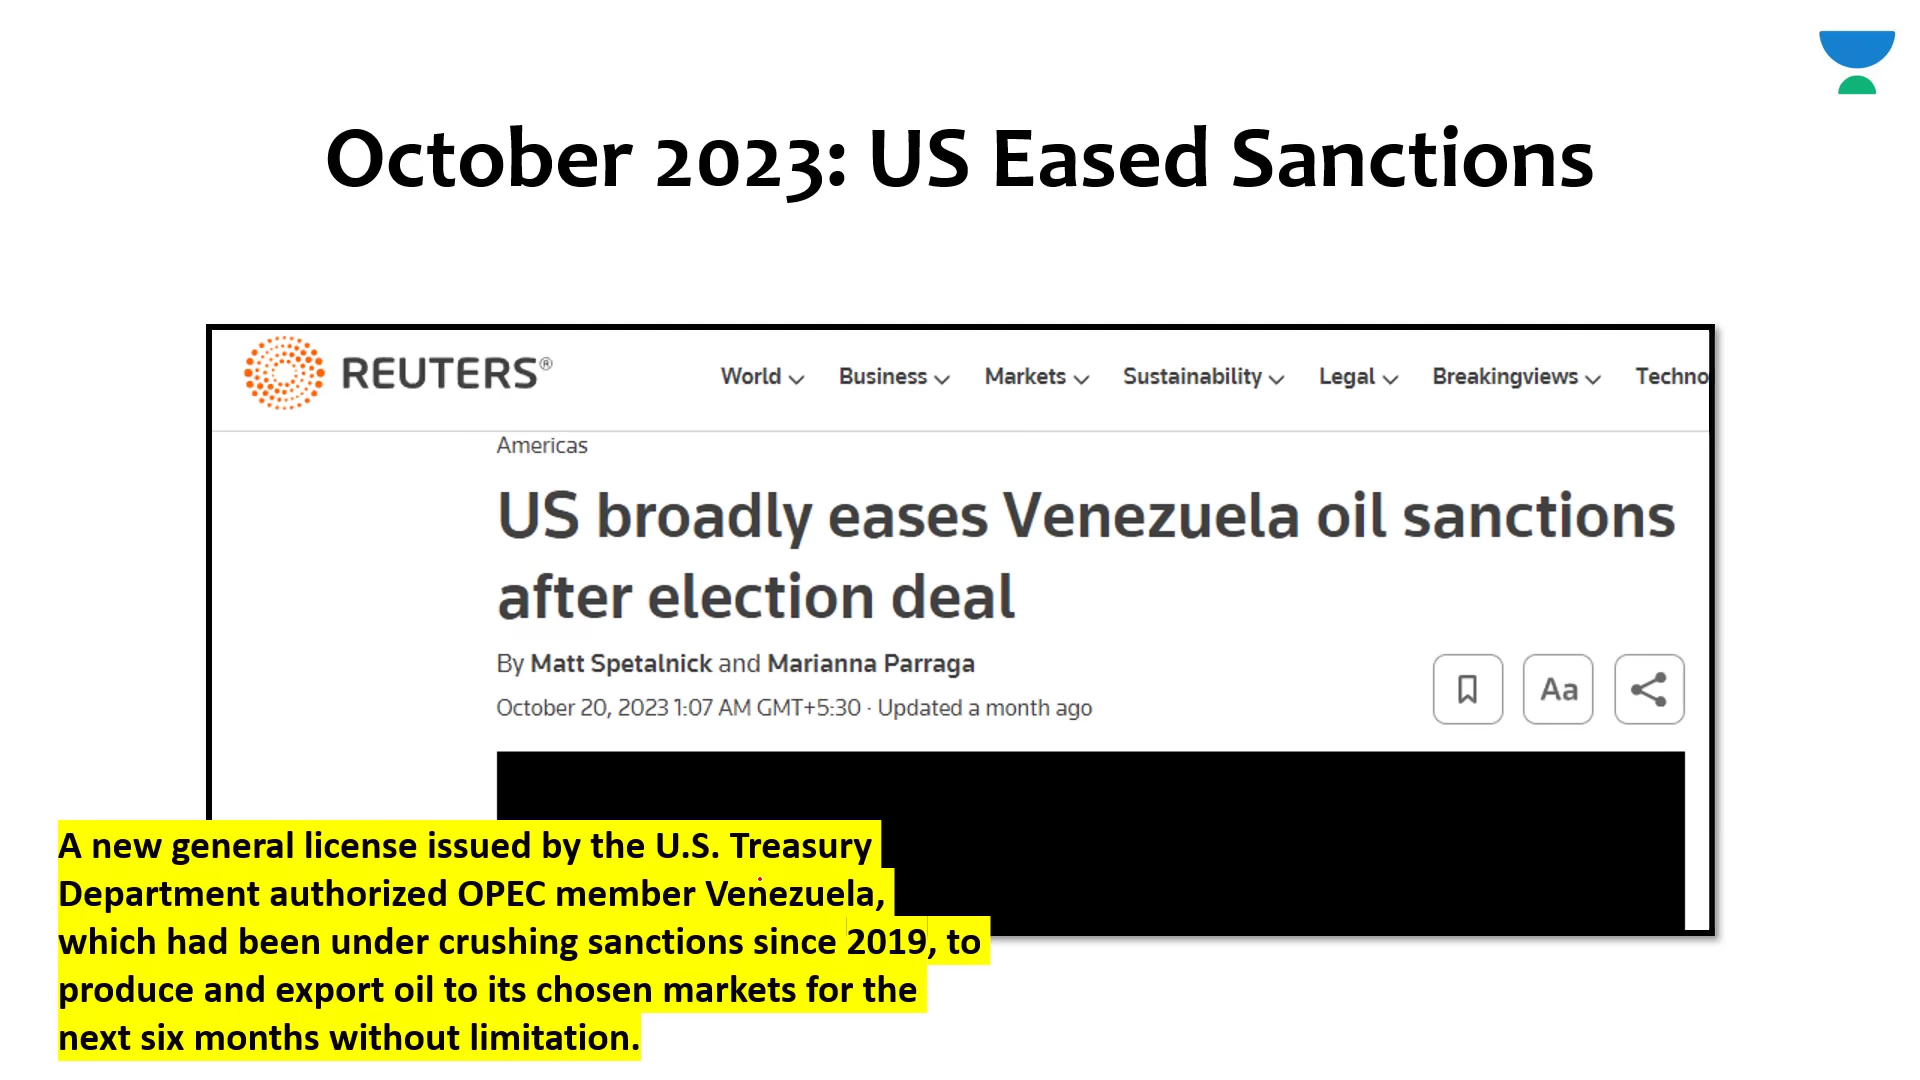 October 2023: US Eased Sanctions
REUTERS®
World Business Markets Sustainability Legal Breakingviews Techno
Americas
US broadly eases Venezuela oil sanctions
after election deal
By Matt Spetalnick and Marianna Parraga
October 20, 2023 1:07 AM GMT+5:30 · Updated a month ago
Aa
A new general license issued by the U.S. Treasury
Department authorized OPEC member Venezuela,
which had been under crushing sanctions since 2019, to
produce and export oil to its chosen markets for the
next six months without limitation.